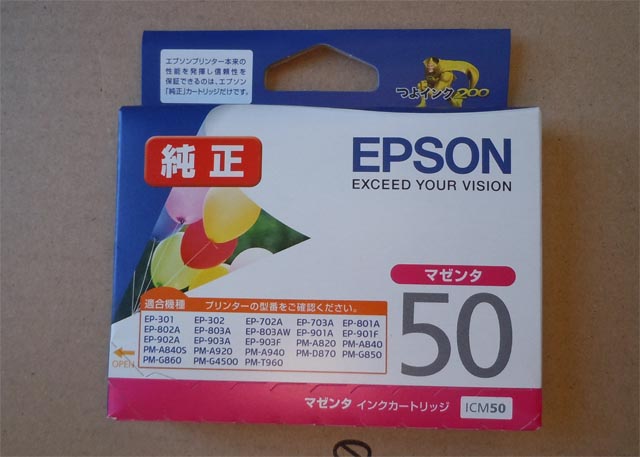 エプソンプリンター本来の
性能を発揮し信頼性を
保証できるのは、エプソン
「純正」カートリッジだけです。
つよインク200
純正
EPSON
EXCEED YOUR VISION
マゼンタ
50
適合機種 プリンターの型番をご確認ください。
EP-301 EP-302 EP-702A EP-703A EP-801A
EP-802A EP-803A EP-803AW EP-901A EP-901F
EP-902A EP-903A EP-903F PM-A820 PM-A840
PM-A840S PM-A920 PM-A940 PM-D870 PM-G850
PM-G860 PM-G4500 PM-T960
OPEN
マゼンタ インクカートリッジ ICM50